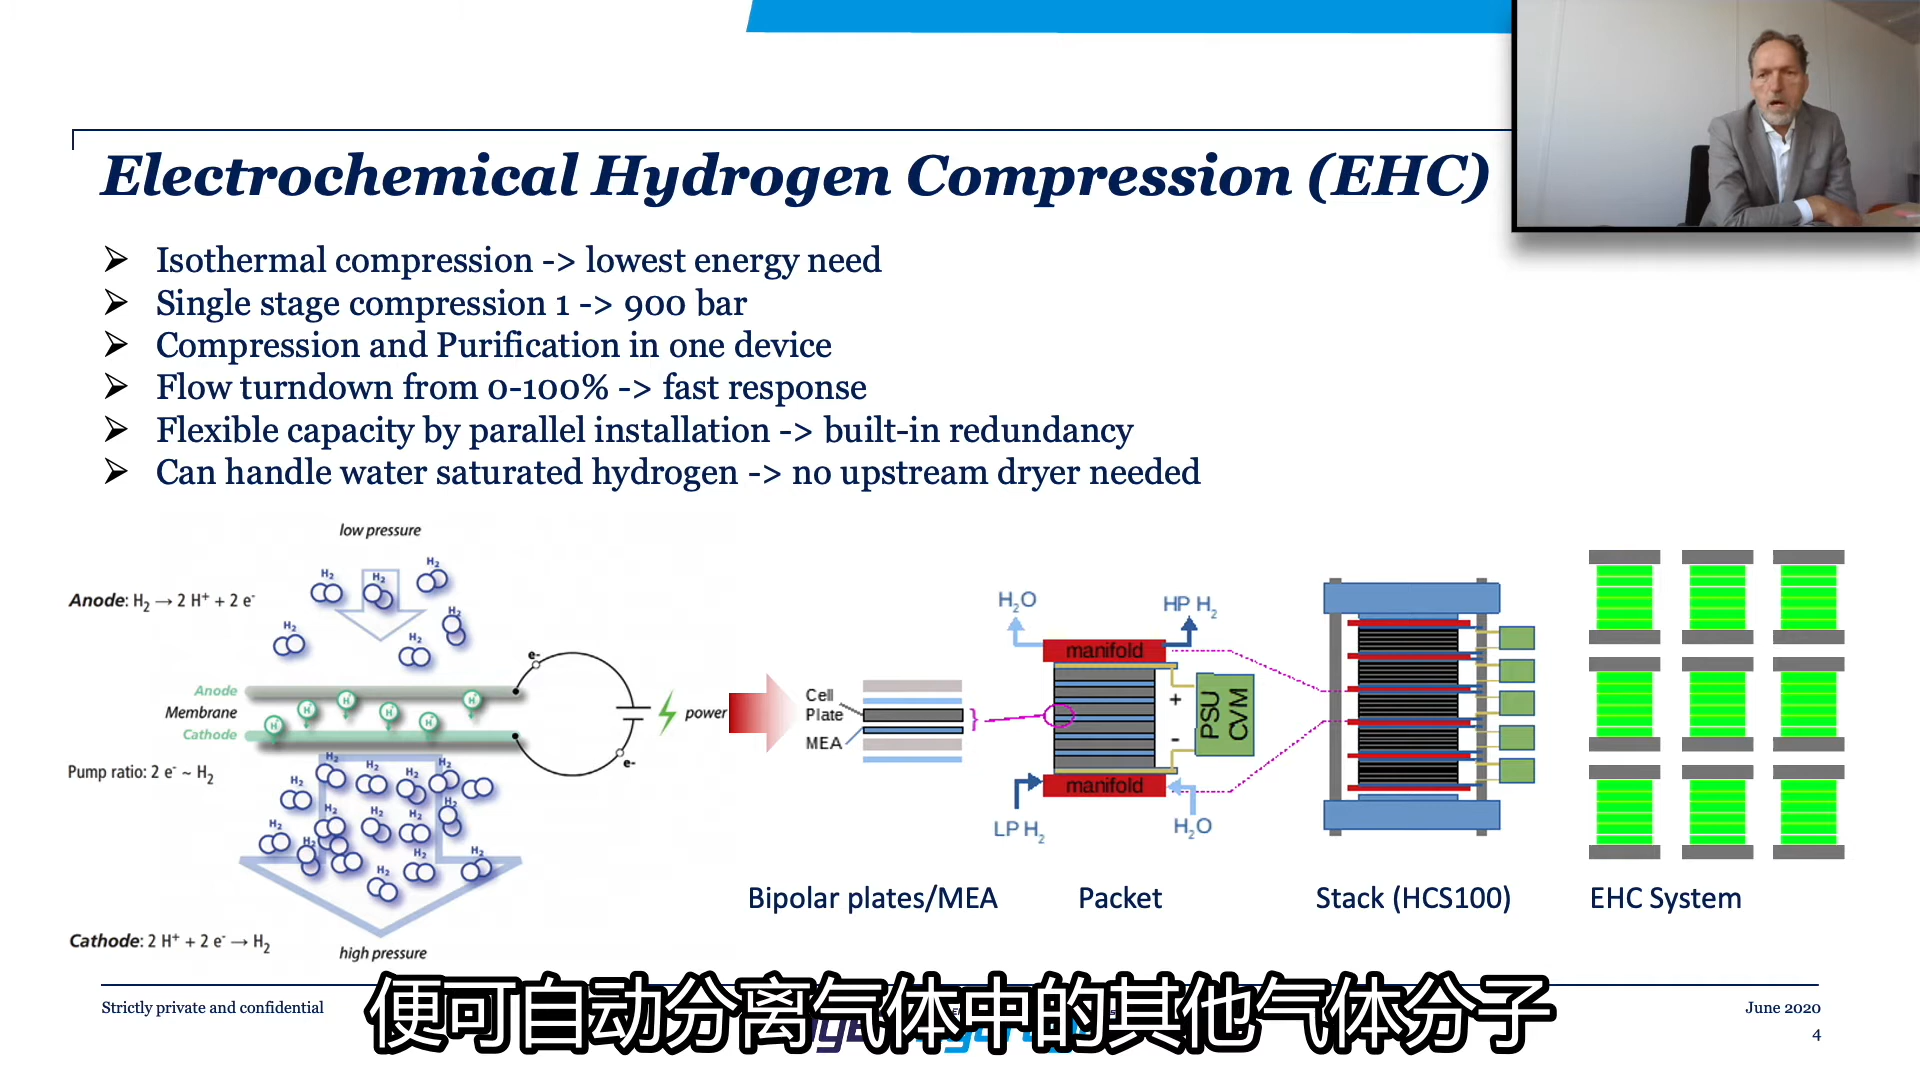 Electrochemical Hydrogen Compression (EHC)
➢ Isothermal compression -> lowest energy need
➢ Single stage compression 1 -> 900 bar
➢ Compression and Purification in one device
➢ Flow turndown from 0-100% -> fast response
➢ Flexible capacity by parallel installation -> built-in redundancy
➢ Can handle water saturated hydrogen -> no upstream dryer needed
low pressure
H₂ H₂ H₂
Anode: H₂ → 2 H⁺ + 2 e⁻
H₂ H₂ H₂
e-
Anode
Membrane
Cathode
H⁺ H⁺ H⁺ H⁺ H⁺ H⁺
power
e-
Pump ratio: 2 e⁻ ~ H₂
H₂ H₂ H₂ H₂
H₂ H₂ H₂ H₂
H₂ H₂ H₂ H₂ H₂
Cathode: 2 H⁺ + 2 e⁻ → H₂
high pressure
Cell
Plate
MEA
Bipolar plates/MEA
H₂O
HP H₂
manifold
+
-
PSU
CVM
manifold
LP H₂
H₂O
Packet
Stack (HCS100)
EHC System
Strictly private and confidential
June 2020
4
便可自动分离气体中的其他气体分子